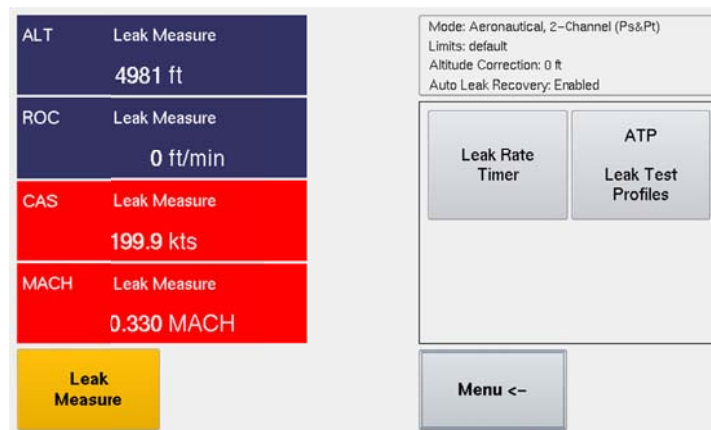 ALT Leak Measure
4981 ft
ROC Leak Measure
0 ft/min
CAS Leak Measure
199.9 kts
MACH Leak Measure
0.330 MACH
Leak
Measure
Mode: Aeronautical, 2-Channel (Ps&Pt)
Limits: default
Altitude Correction: 0 ft
Auto Leak Recovery: Enabled
Leak Rate
Timer
ATP
Leak Test
Profiles
Menu <-